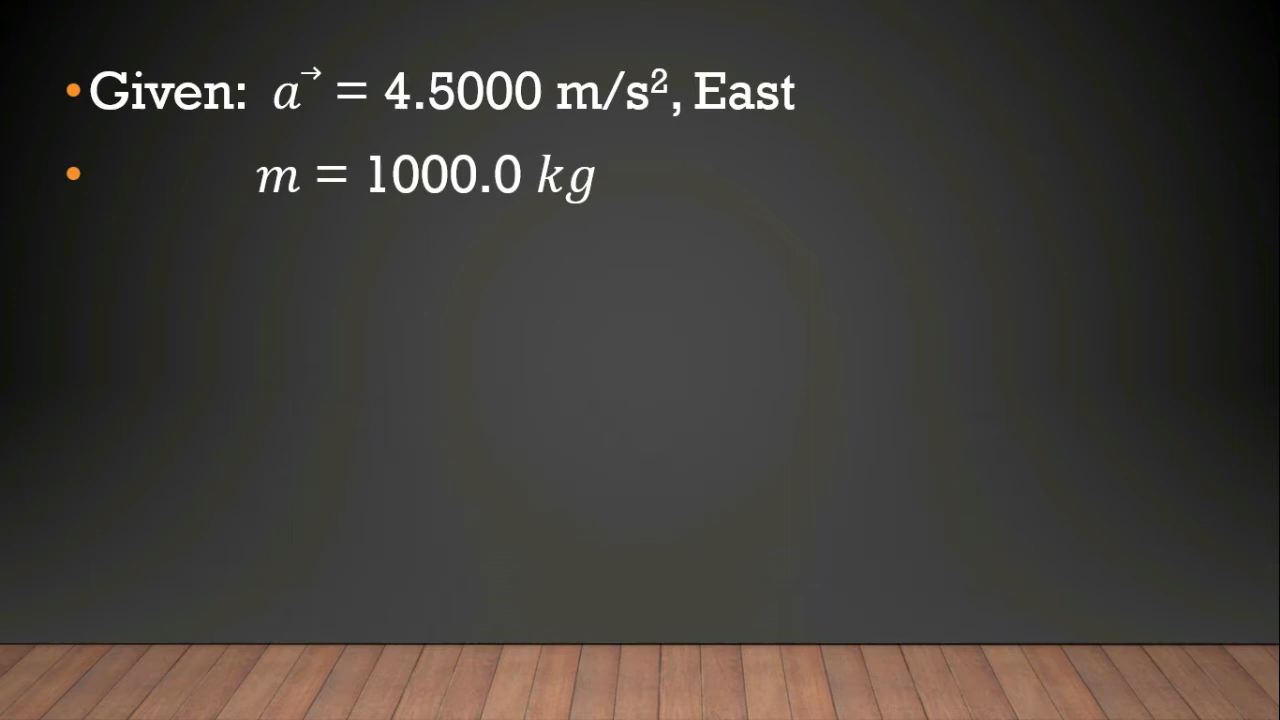 • Given: 𝑎⃗ = 4.5000 m/s², East
• 𝑚 = 1000.0 𝑘𝑔